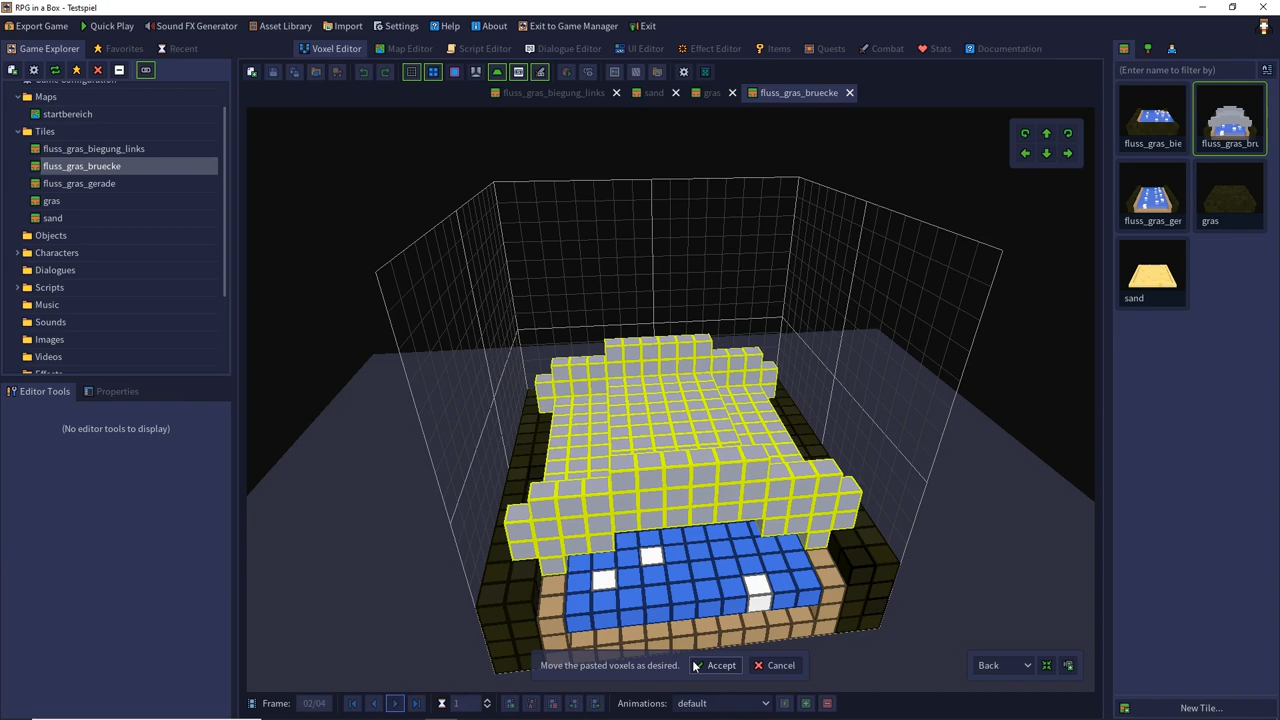 RPG in a Box - Testspiel
Export Game Quick Play Sound FX Generator Asset Library Import Settings Help About Exit to Game Manager Exit
Game Explorer Favorites Recent
Voxel Editor Map Editor Script Editor Dialogue Editor UI Editor Effect Editor Items Quests Combat Stats Documentation
(Enter name to filter by)
fluss_gras_biegung_links sand gras fluss_gras_bruecke
Maps
startbereich
Tiles
fluss_gras_biegung_links
fluss_gras_bruecke
fluss_gras_gerade
gras
sand
Objects
Characters
Dialogues
Scripts
Music
Sounds
Images
Videos
Editor Tools Properties
(No editor tools to display)
fluss_gras_bie fluss_gras_bru
fluss_gras_ger gras
sand
Move the pasted voxels as desired. Accept Cancel
Back
Frame: 02/04 1 Animations: default
New Tile...